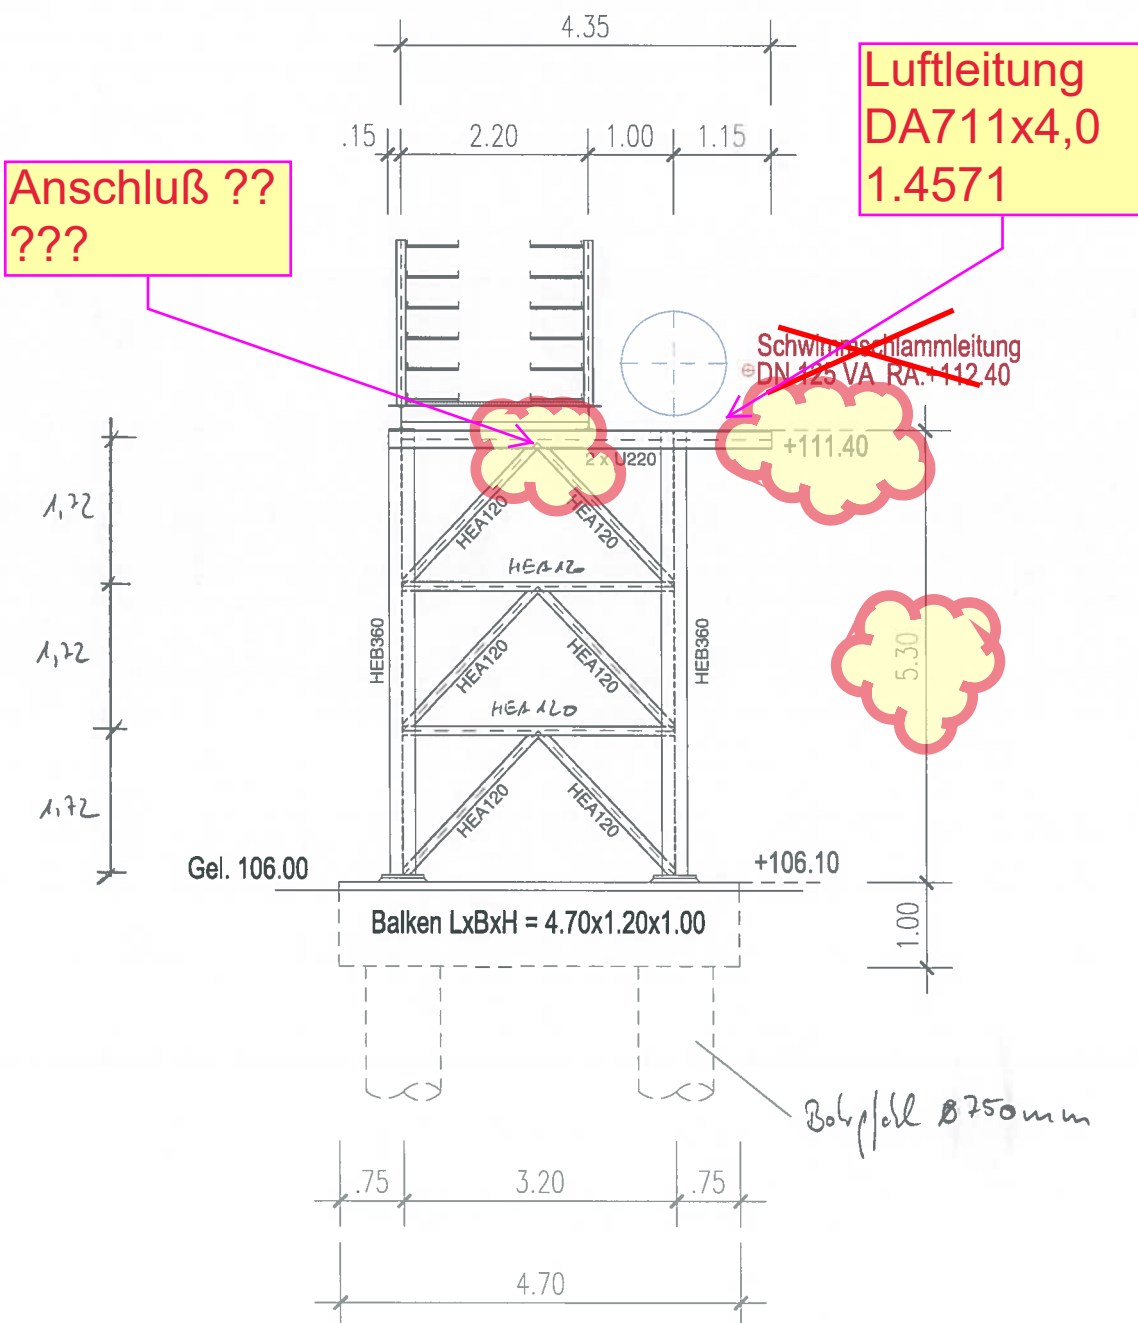 4.35
Luftleitung
DA711x4,0
1.4571
.15
2.20
1.00
1.15
Anschluß ??
???
Schwimmschlammleitung
DN 125 VA RA.+112.40
+111.40
2 x U220
1,72
HEA120
HEA120
HEA120
1,72
HEB360
HEA120
HEA120
HEB360
5.30
HEA120
1,72
HEA120
HEA120
Gel. 106.00
+106.10
Balken LxBxH = 4.70x1.20x1.00
1.00
Bohrpfahl ø750mm
.75
3.20
.75
4.70